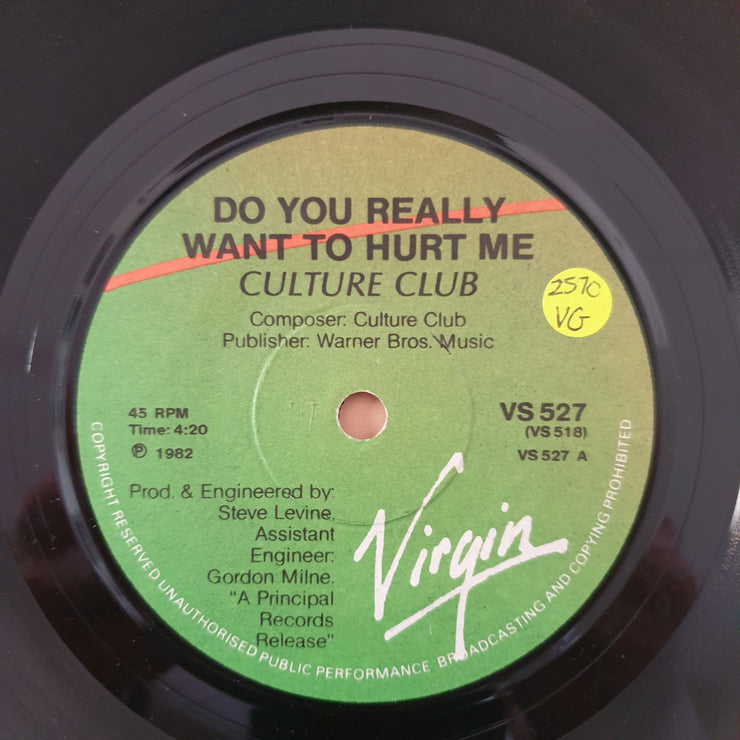 DO YOU REALLY
WANT TO HURT ME
CULTURE CLUB
Composer: Culture Club
Publisher: Warner Bros. Music
2570
VG
45 RPM
Time: 4:20
℗ 1982
VS 527
(VS 518)
VS 527 A
Prod. & Engineered by:
Steve Levine.
Assistant
Engineer:
Gordon Milne.
"A Principal
Records
Release"
Virgin
COPYRIGHT RESERVED UNAUTHORISED PUBLIC PERFORMANCE BROADCASTING AND COPYING PROHIBITED